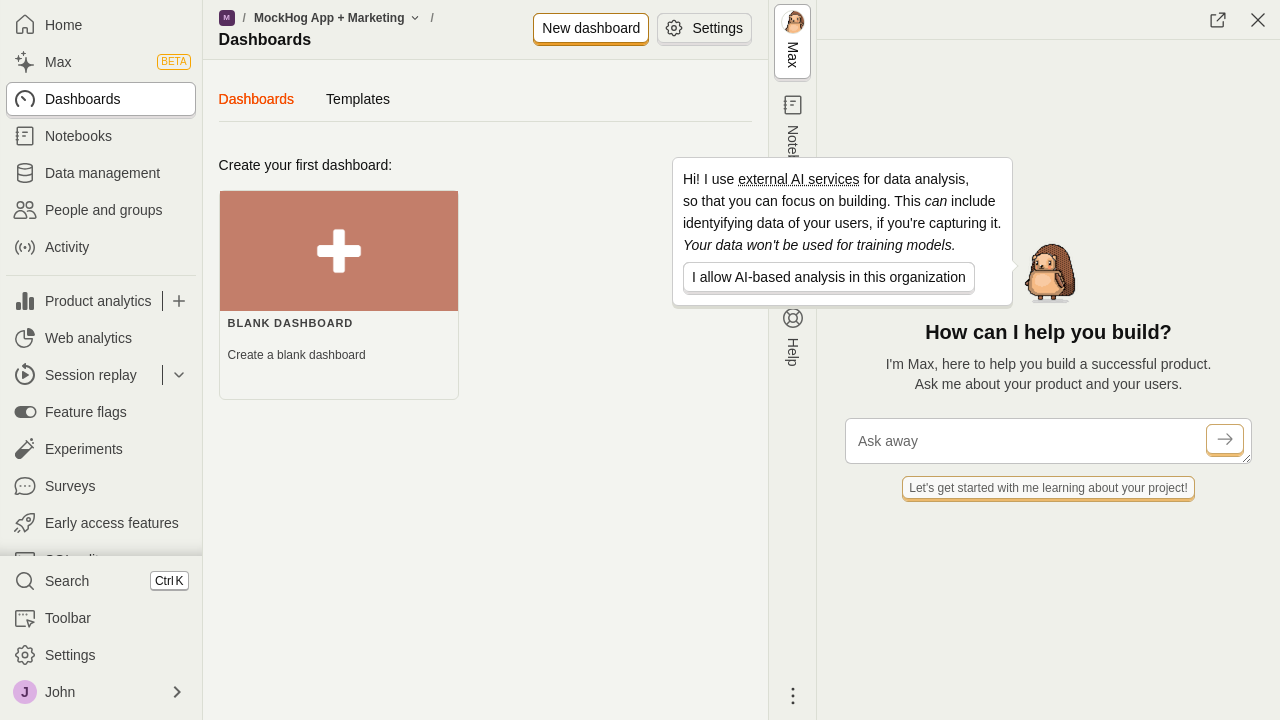 Home
Max
BETA
Dashboards
Notebooks
Data management
People and groups
Activity
Product analytics
Web analytics
Session replay
Feature flags
Experiments
Surveys
Early access features
Search
Ctrl K
Toolbar
Settings
J
John
M / MockHog App + Marketing /
Dashboards
New dashboard
Settings
Dashboards
Templates
Create your first dashboard:
BLANK DASHBOARD
Create a blank dashboard
Max
Help
Hi! I use external AI services for data analysis,
so that you can focus on building. This can include
identyifying data of your users, if you're capturing it.
Your data won't be used for training models.
I allow AI-based analysis in this organization
How can I help you build?
I'm Max, here to help you build a successful product.
Ask me about your product and your users.
Ask away
Let's get started with me learning about your project!